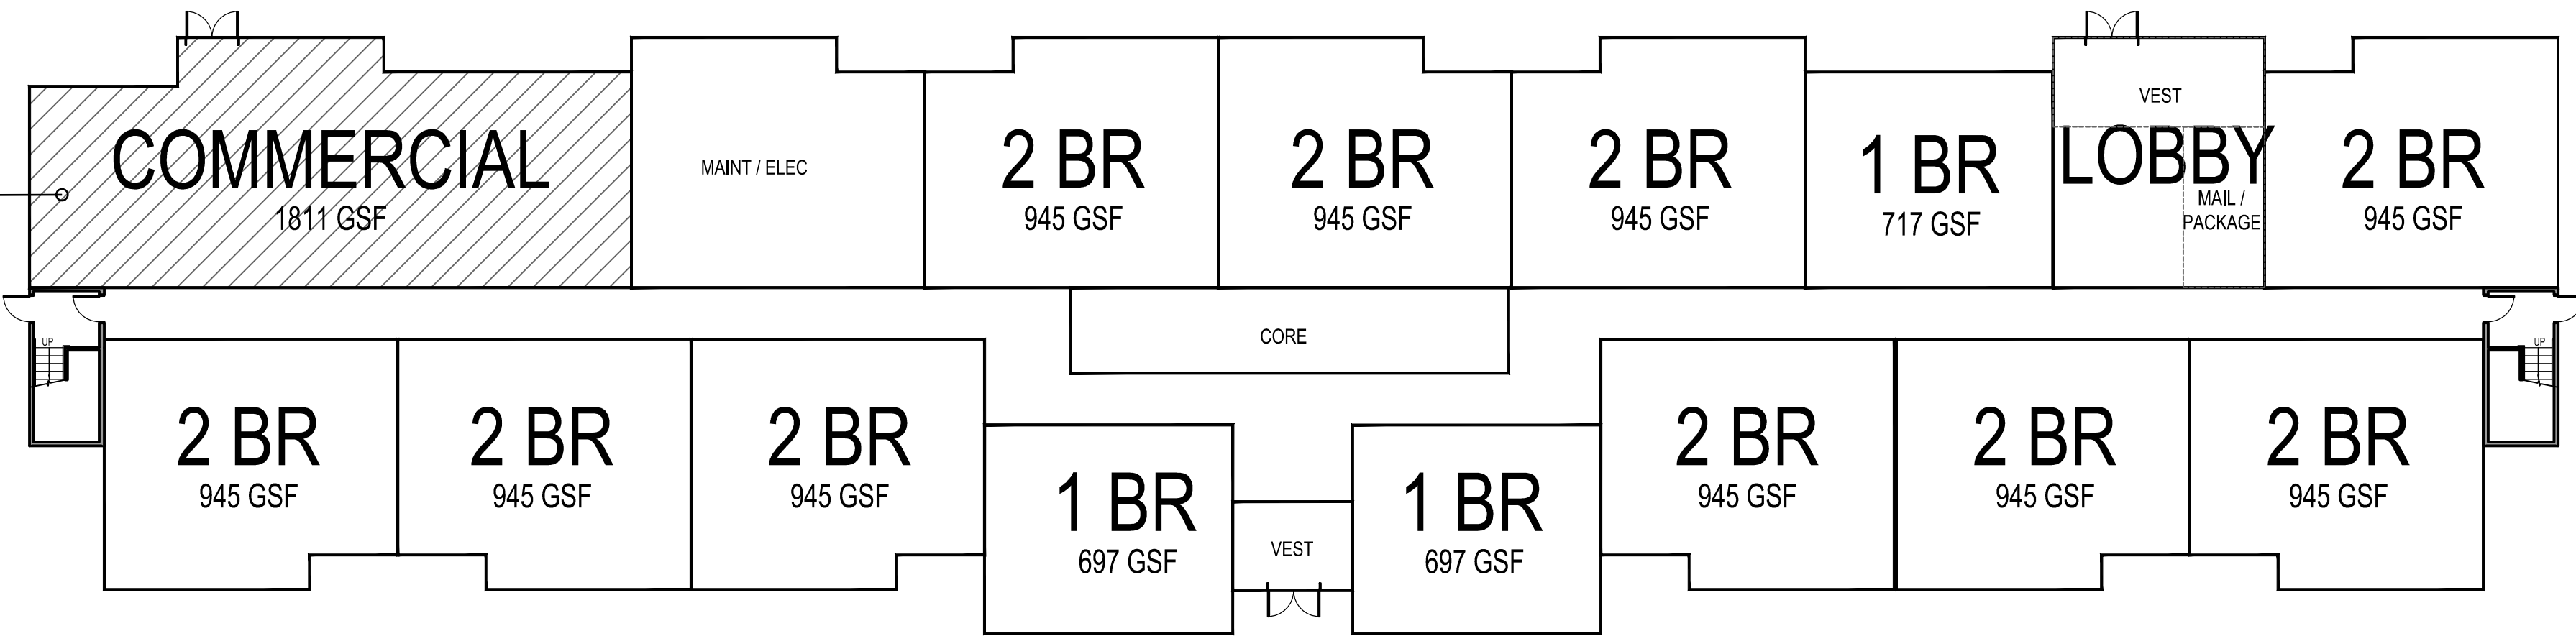 COMMERCIAL
1811 GSF
MAINT / ELEC
2 BR
945 GSF
2 BR
945 GSF
2 BR
945 GSF
1 BR
717 GSF
VEST
LOBBY
MAIL /
PACKAGE
2 BR
945 GSF
UP
CORE
UP
2 BR
945 GSF
2 BR
945 GSF
2 BR
945 GSF
1 BR
697 GSF
VEST
1 BR
697 GSF
2 BR
945 GSF
2 BR
945 GSF
2 BR
945 GSF